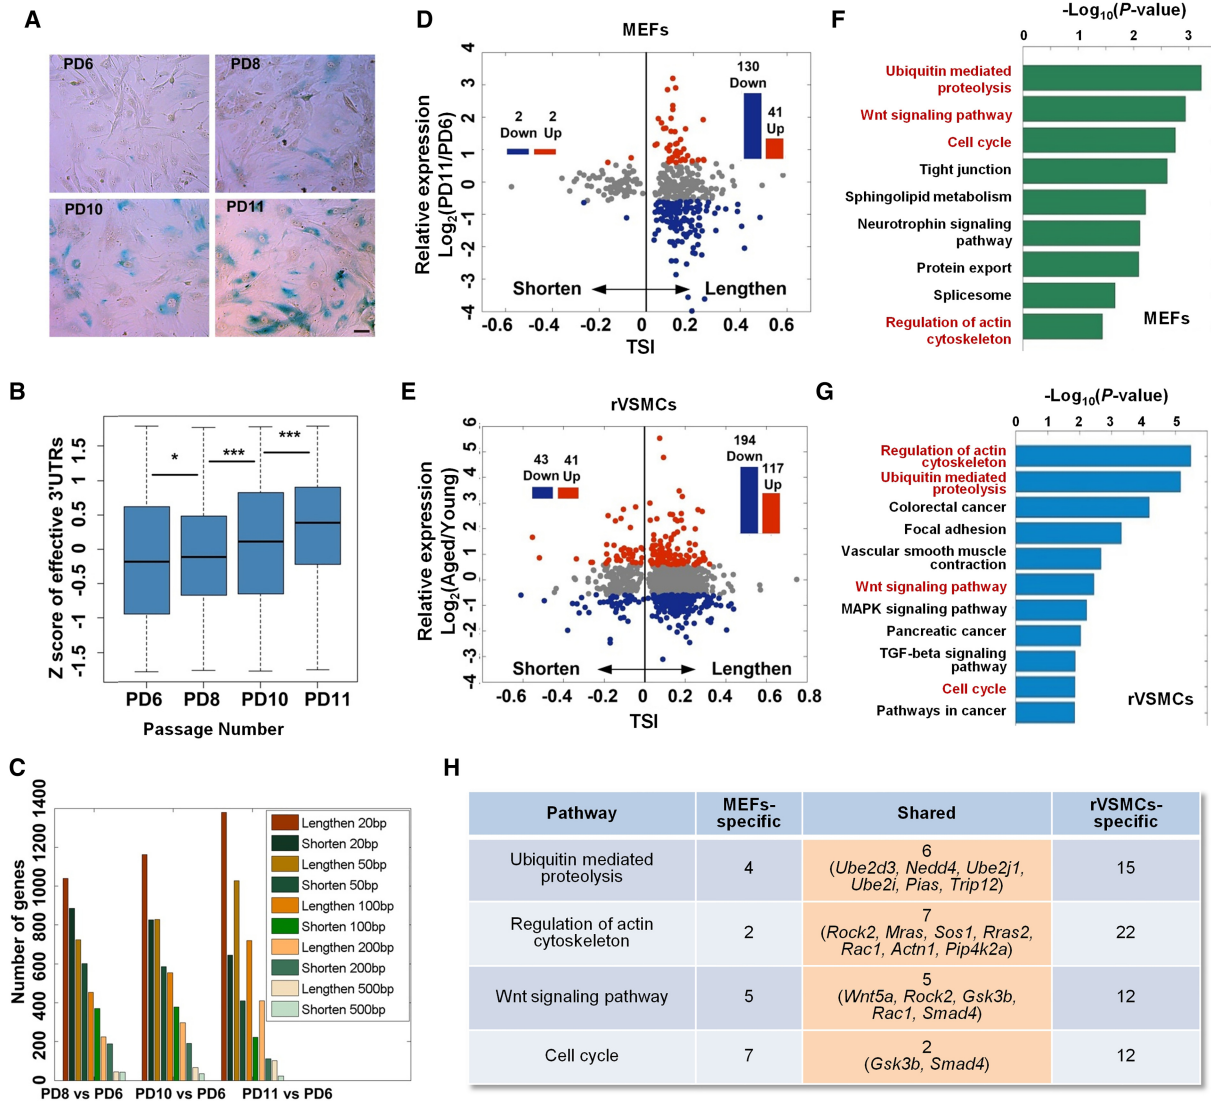 A
PD6
PD8
PD10
PD11
B
Z score of effective 3'UTRs
1.5
1
0.5
0
-0.5
-1
-1.5
*
***
***
PD6 PD8 PD10 PD11
Passage Number
C
Number of genes
1400
1200
1000
800
600
400
200
0
Lengthen 20bp
Shorten 20bp
Lengthen 50bp
Shorten 50bp
Lengthen 100bp
Shorten 100bp
Lengthen 200bp
Shorten 200bp
Lengthen 500bp
Shorten 500bp
PD8 vs PD6 PD10 vs PD6 PD11 vs PD6
D
MEFs
Relative expression
Log2(PD11/PD6)
4
3
2
1
0
-1
-2
-3
-4
2 2
Down Up
130
Down
41
Up
Shorten Lengthen
-0.6 -0.4 -0.2 0 0.2 0.4 0.6
TSI
E
rVSMCs
Relative expression
Log2(Aged/Young)
6
5
4
3
2
1
0
-1
-2
-3
-4
43 41
Down Up
194
Down
117
Up
Shorten Lengthen
-0.6 -0.4 -0.2 0 0.2 0.4 0.6 0.8
TSI
F
-Log10(P-value)
0 1 2 3
Ubiquitin mediated
proteolysis
Wnt signaling pathway
Cell cycle
Tight junction
Sphingolipid metabolism
Neurotrophin signaling
pathway
Protein export
Splicesome
Regulation of actin
cytoskeleton
MEFs
G
-Log10(P-value)
0 1 2 3 4 5
Regulation of actin
cytoskeleton
Ubiquitin mediated
proteolysis
Colorectal cancer
Focal adhesion
Vascular smooth muscle
contraction
Wnt signaling pathway
MAPK signaling pathway
Pancreatic cancer
TGF-beta signaling
pathway
Cell cycle
Pathways in cancer
rVSMCs
H
Pathway MEFs-specific Shared rVSMCs-specific
Ubiquitin mediated
proteolysis
4
6
(Ube2d3, Nedd4, Ube2j1,
Ube2i, Pias, Trip12)
15
Regulation of actin
cytoskeleton
2
7
(Rock2, Mras, Sos1, Rras2,
Rac1, Actn1, Pip4k2a)
22
Wnt signaling pathway
5
5
(Wnt5a, Rock2, Gsk3b,
Rac1, Smad4)
12
Cell cycle
7
2
(Gsk3b, Smad4)
12